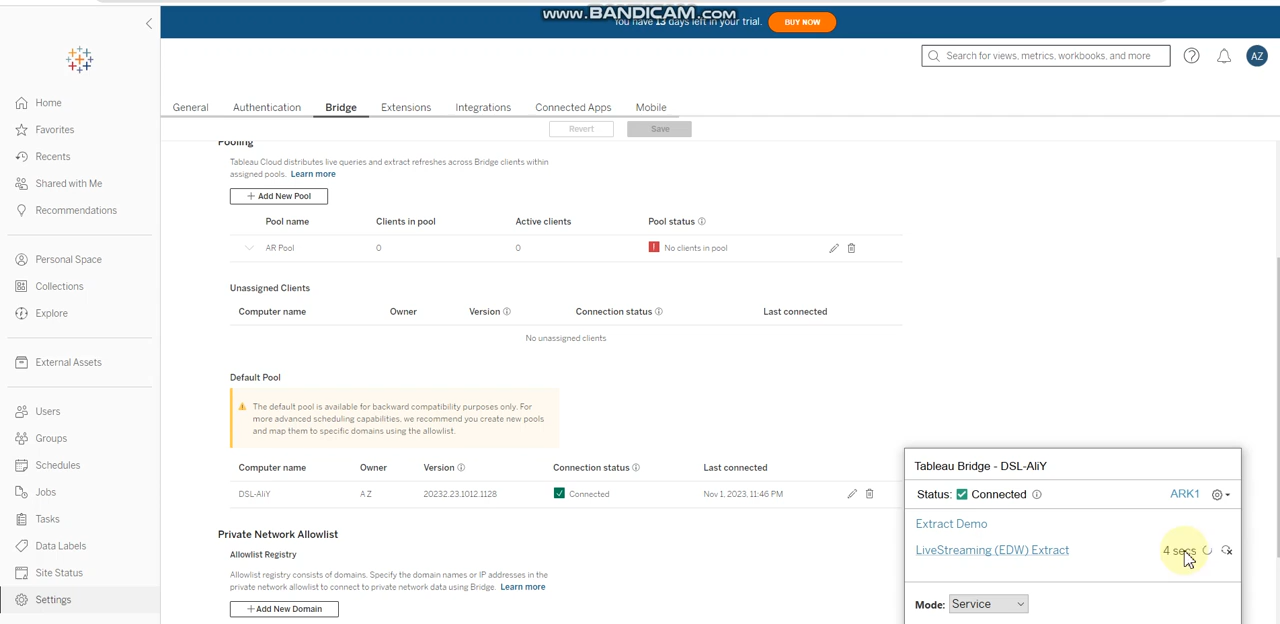 www.BANDICAM.com
You have 13 days left in your trial. BUY NOW
Search for views, metrics, workbooks, and more
AZ
Home
Favorites
Recents
Shared with Me
Recommendations
Personal Space
Collections
Explore
External Assets
Users
Groups
Schedules
Jobs
Tasks
Data Labels
Site Status
Settings
General Authentication Bridge Extensions Integrations Connected Apps Mobile
Revert Save
Pooling
Tableau Cloud distributes live queries and extract refreshes across Bridge clients within
assigned pools. Learn more
+ Add New Pool
Pool name Clients in pool Active clients Pool status
AR Pool 0 0 No clients in pool
Unassigned Clients
Computer name Owner Version Connection status Last connected
No unassigned clients
Default Pool
The default pool is available for backward compatibility purposes only. For
more advanced scheduling capabilities, we recommend you create new pools
and map them to specific domains using the allowlist.
Computer name Owner Version Connection status Last connected
DSL-AliY A Z 20232.23.1012.1128 Connected Nov 1, 2023, 11:46 PM
Private Network Allowlist
Allowlist Registry
Allowlist registry consists of domains. Specify the domain names or IP addresses in the
private network allowlist to connect to private network data using Bridge. Learn more
+Add New Domain
Tableau Bridge - DSL-AliY
Status: Connected ARK1
Extract Demo
LiveStreaming (EDW) Extract 4 secs
Mode: Service